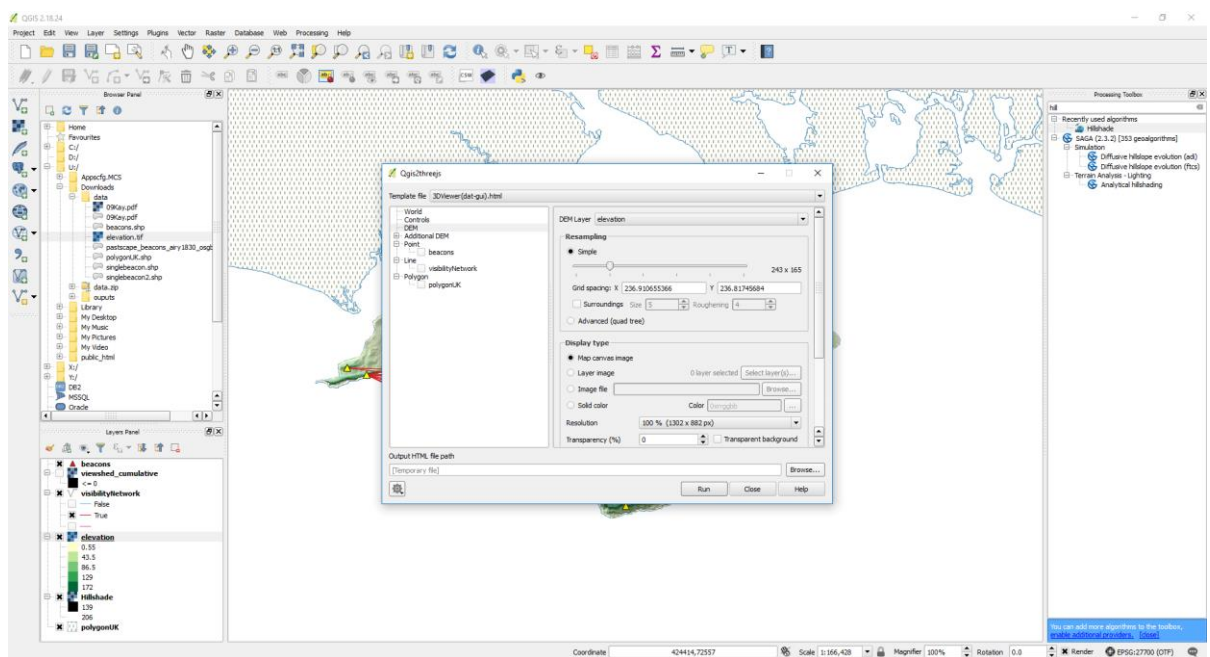 QGIS 2.18.24
Project Edit View Layer Settings Plugins Vector Raster Database Web Processing Help
Browser Panel
Home
Favourites
C:/
D:/
U:/
Appcfg.MCS
Downloads
data
09Kay.pdf
09Kay.pdf
beacons.shp
elevation.tif
pastscape_beacons_airy1830_osgb
polygonUK.shp
singlebeacon.shp
singlebeacon2.shp
data.zip
ouputs
Library
My Desktop
My Music
My Pictures
My Video
public_html
X:/
Y:/
DB2
MSSQL
Oracle
Layers Panel
beacons
viewshed_cumulative
<= 0
visibilityNetwork
False
True
elevation
0.55
43.5
86.5
129
172
Hillshade
139
206
polygonUK
Qgis2threejs
Template file 3DViewer(dat-gui).html
World
Controls
DEM
Additional DEM
Point
beacons
Line
visibilityNetwork
Polygon
polygonUK
DEM Layer elevation
Resampling
Simple
243 x 165
Grid spacing: X 236.910655366 Y 236.81745684
Surroundings Size 5 Roughening 4
Advanced (quad tree)
Display type
Map canvas image
Layer image 0 layer selected Select layer(s)...
Image file Browse...
Solid color Color 0xrrggbb ...
Resolution 100 % (1302 x 882 px)
Transparency (%) 0 Transparent background
Output HTML file path
[Temporary file] Browse...
Run Close Help
Processing Toolbox
hill
Recently used algorithms
Hillshade
SAGA (2.3.2) [353 geoalgorithms]
Simulation
Diffusive hillslope evolution (adi)
Diffusive hillslope evolution (ftcs)
Terrain Analysis - Lighting
Analytical hillshading
You can add more algorithms to the toolbox,
enable additional providers. [close]
Coordinate 424414,72557 Scale 1:166,428 Magnifier 100% Rotation 0.0 Render EPSG:27700 (OTF)